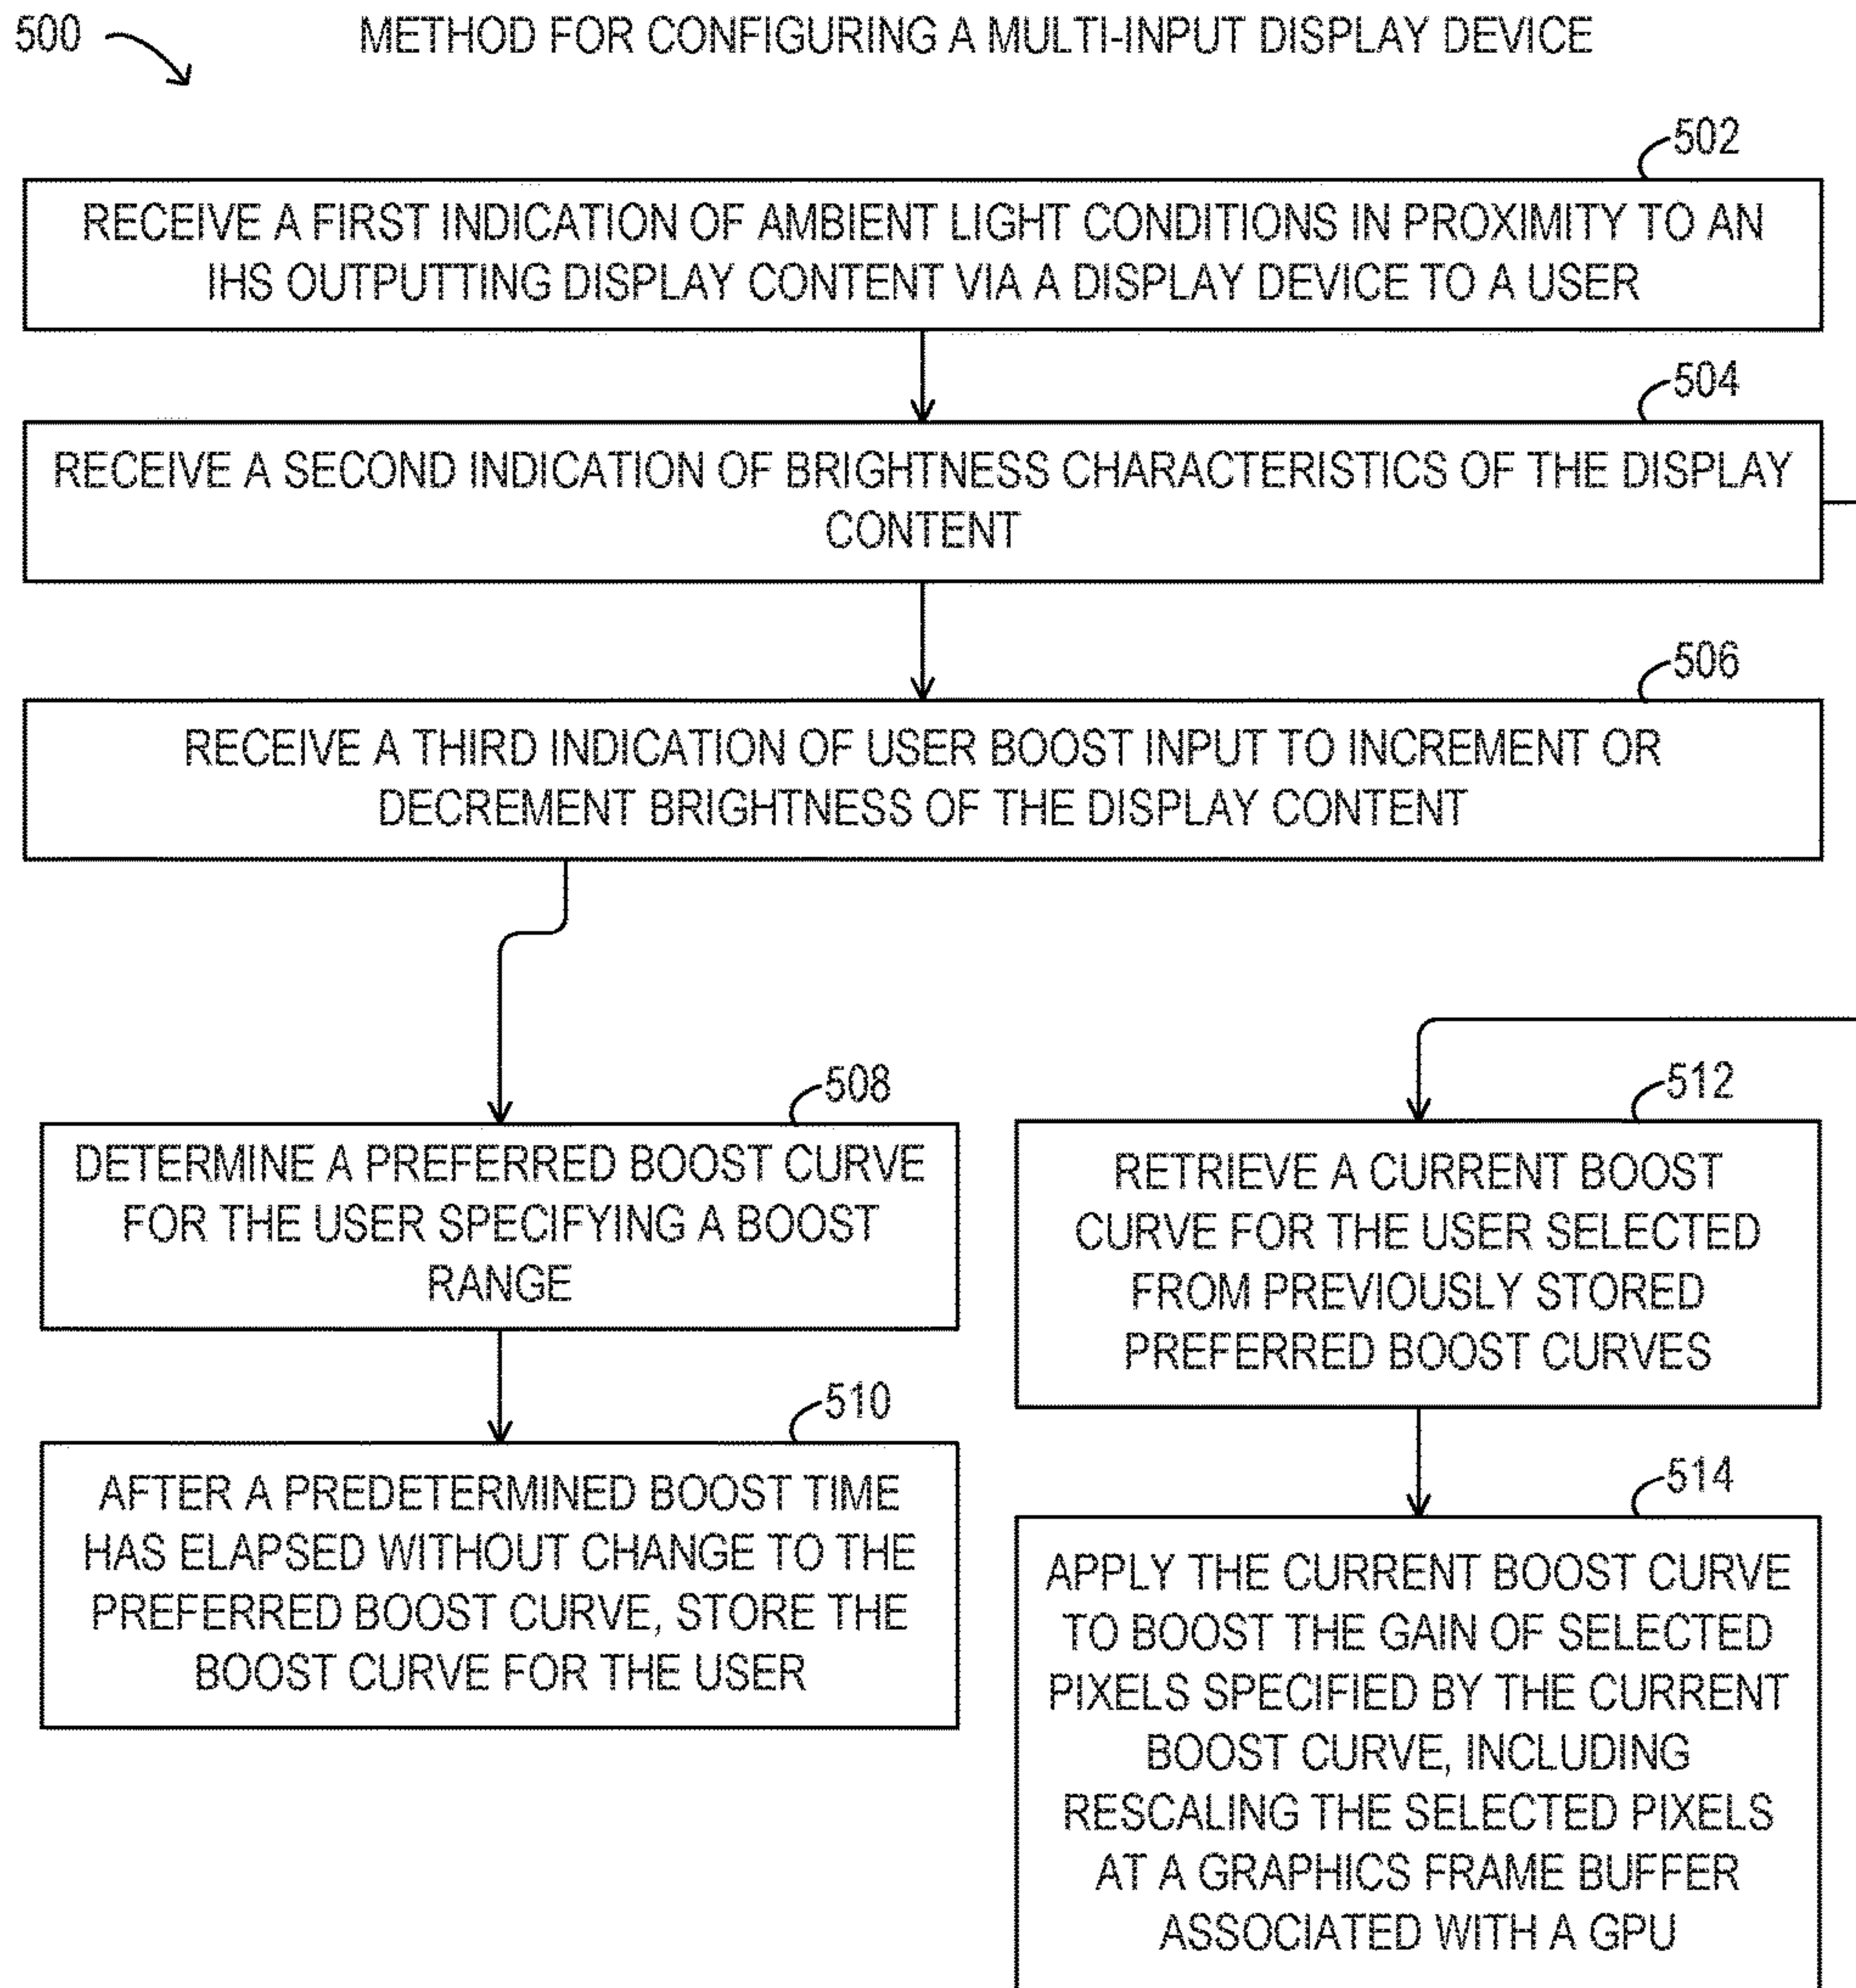 500
METHOD FOR CONFIGURING A MULTI-INPUT DISPLAY DEVICE
502
RECEIVE A FIRST INDICATION OF AMBIENT LIGHT CONDITIONS IN PROXIMITY TO AN
IHS OUTPUTTING DISPLAY CONTENT VIA A DISPLAY DEVICE TO A USER
504
RECEIVE A SECOND INDICATION OF BRIGHTNESS CHARACTERISTICS OF THE DISPLAY
CONTENT
506
RECEIVE A THIRD INDICATION OF USER BOOST INPUT TO INCREMENT OR
DECREMENT BRIGHTNESS OF THE DISPLAY CONTENT
508
DETERMINE A PREFERRED BOOST CURVE
FOR THE USER SPECIFYING A BOOST
RANGE
510
AFTER A PREDETERMINED BOOST TIME
HAS ELAPSED WITHOUT CHANGE TO THE
PREFERRED BOOST CURVE, STORE THE
BOOST CURVE FOR THE USER
512
RETRIEVE A CURRENT BOOST
CURVE FOR THE USER SELECTED
FROM PREVIOUSLY STORED
PREFERRED BOOST CURVES
514
APPLY THE CURRENT BOOST CURVE
TO BOOST THE GAIN OF SELECTED
PIXELS SPECIFIED BY THE CURRENT
BOOST CURVE, INCLUDING
RESCALING THE SELECTED PIXELS
AT A GRAPHICS FRAME BUFFER
ASSOCIATED WITH A GPU